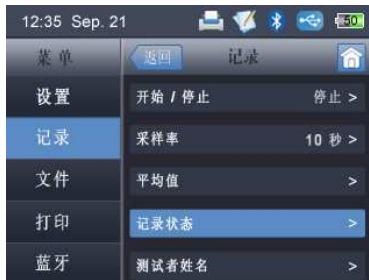 12:35 Sep. 21 50
菜单 返回 记录
设置 开始 / 停止 停止 >
记录 采样率 10 秒 >
文件 平均值 >
打印 记录状态 >
蓝牙 测试者姓名 >